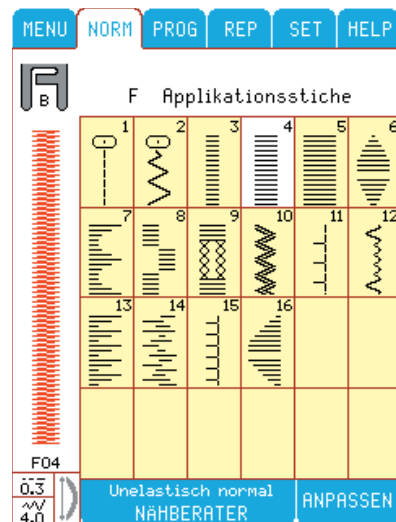 MENU NORM PROG REP SET HELP
B
F Applikationsstiche
1 2 3 4 5 6
7 8 9 10 11 12
13 14 15 16
F04
0.3
4.0
Unelastisch normal
NÄHBERATER
ANPASSEN